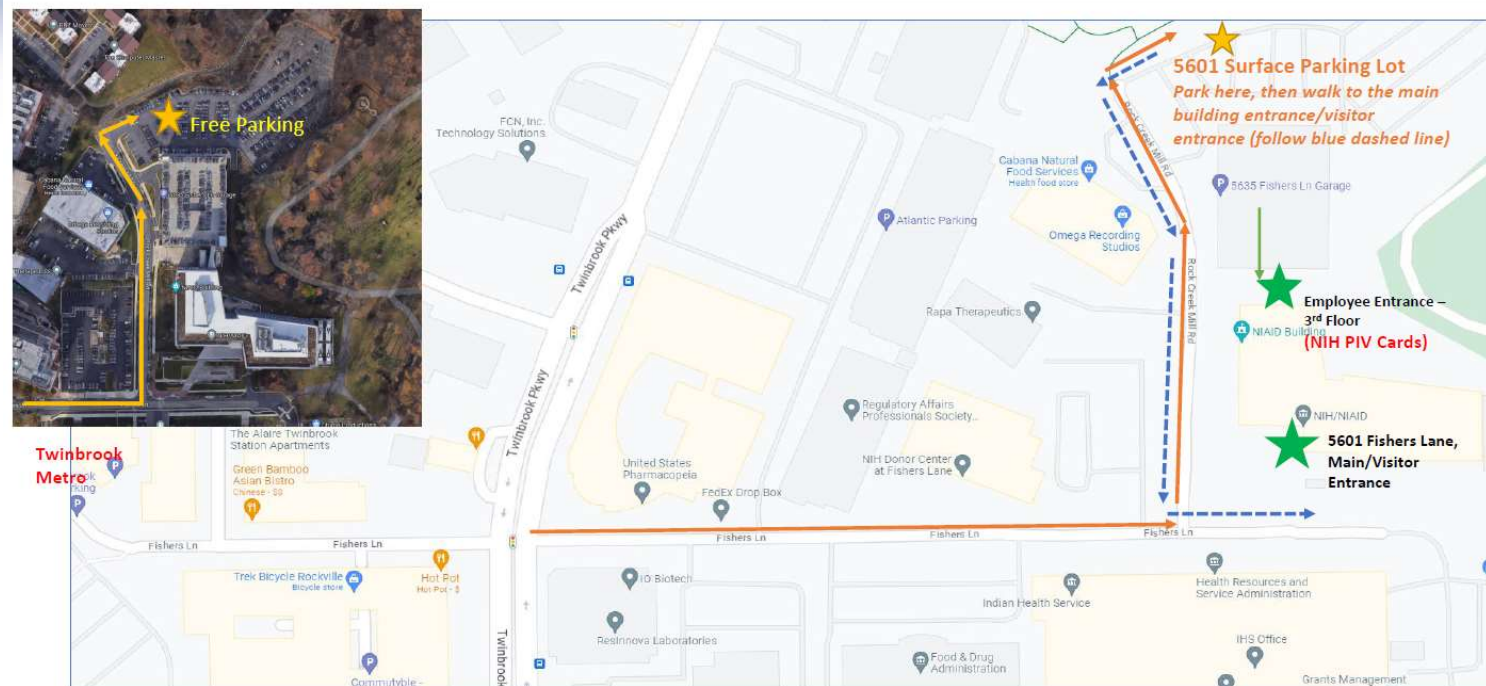 Free Parking
Twinbrook
Metro
5601 Surface Parking Lot
Park here, then walk to the main
building entrance/visitor
entrance (follow blue dashed line)
FCN, Inc.
Technology Solutions
Twinbrook Pkwy
Cabana Natural
Food Services
Health food store
Rock Creek Mill Rd
P
5635 Fishers Ln Garage
P
Atlantic Parking
Omega Recording
Studios
Twinbrook Pkwy
Rock Creek Mill Rd
Employee Entrance –
3rd Floor
(NIH PIV Cards)
Rapa Therapeutics
NIAID Building
Regulatory Affairs
Professionals Society...
NIH/NIAID
5601 Fishers Lane,
Main/Visitor
Entrance
The Alaire Twinbrook
Station Apartments
Green Bamboo
Asian Bistro
Chinese - $$
P
P
United States
Pharmacopeia
NIH Donor Center
at Fishers Lane
FedEx Drop Box
Fishers Ln
Fishers Ln
Fishers Ln
Fishers Ln
Fishers Ln
Trek Bicycle Rockville
Bicycle store
Hot Pot
Hot Pot - $
IO Biotech
Indian Health Service
Health Resources and
Service Administration
Resinnova Laboratories
IHS Office
Food & Drug
Administration
Grants Management
P
Commutyble -
Twinbrook